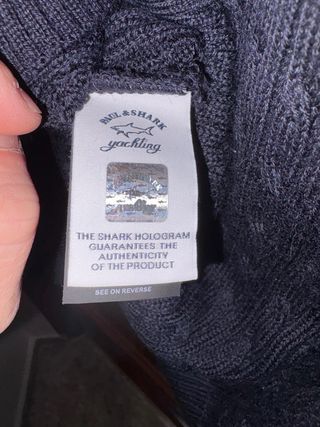 PAUL & SHARK
yachting
THE SHARK HOLOGRAM
GUARANTEES THE
AUTHENTICITY
OF THE PRODUCT
SEE ON REVERSE